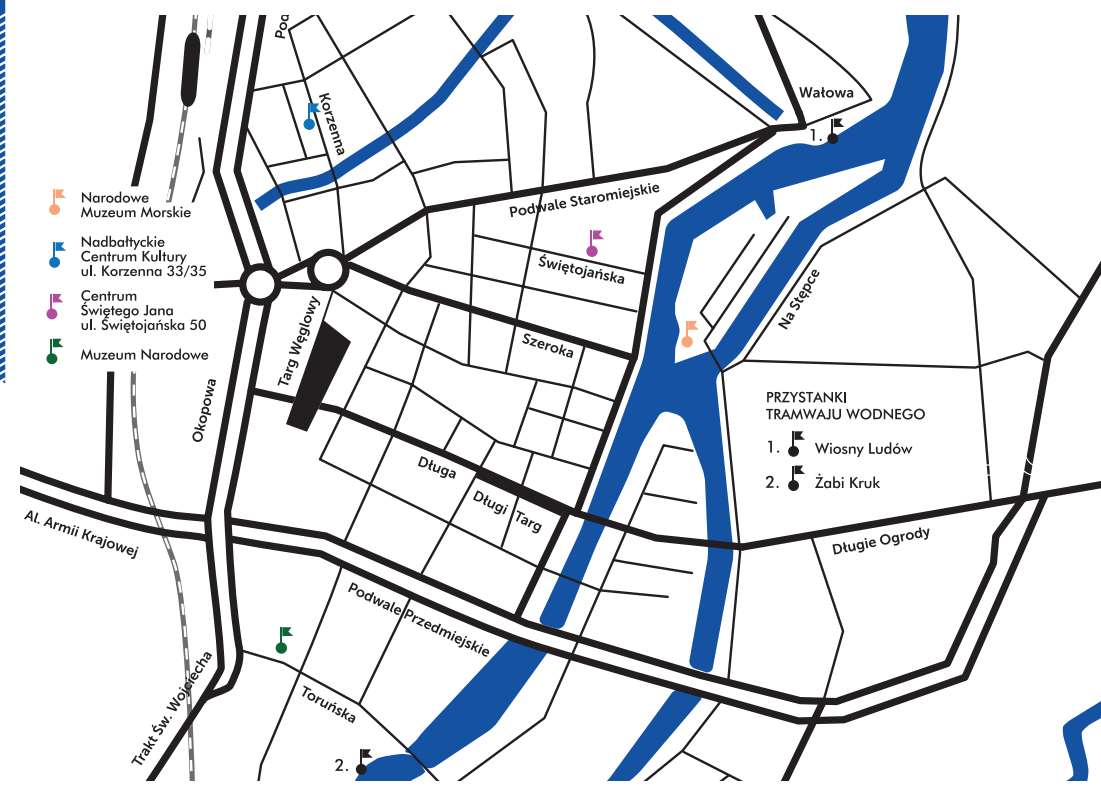 Pod
Korzenna
Wałowa
1.
Narodowe
Muzeum Morskie
Nadbałtyckie
Centrum Kultury
ul. Korzenna 33/35
Centrum
Świętego Jana
ul. Świętojańska 50
Muzeum Narodowe
Podwale Staromiejskie
Świętojańska
Na Stępce
Targ Węglowy
Szeroka
Okopowa
PRZYSTANKI
TRAMWAJU WODNEGO
1. Wiosny Ludów
2. Żabi Kruk
Długa
Długi Targ
Al. Armii Krajowej
Długie Ogrody
Podwale Przedmiejskie
Trakt Św. Wojciecha
Toruńska
2.